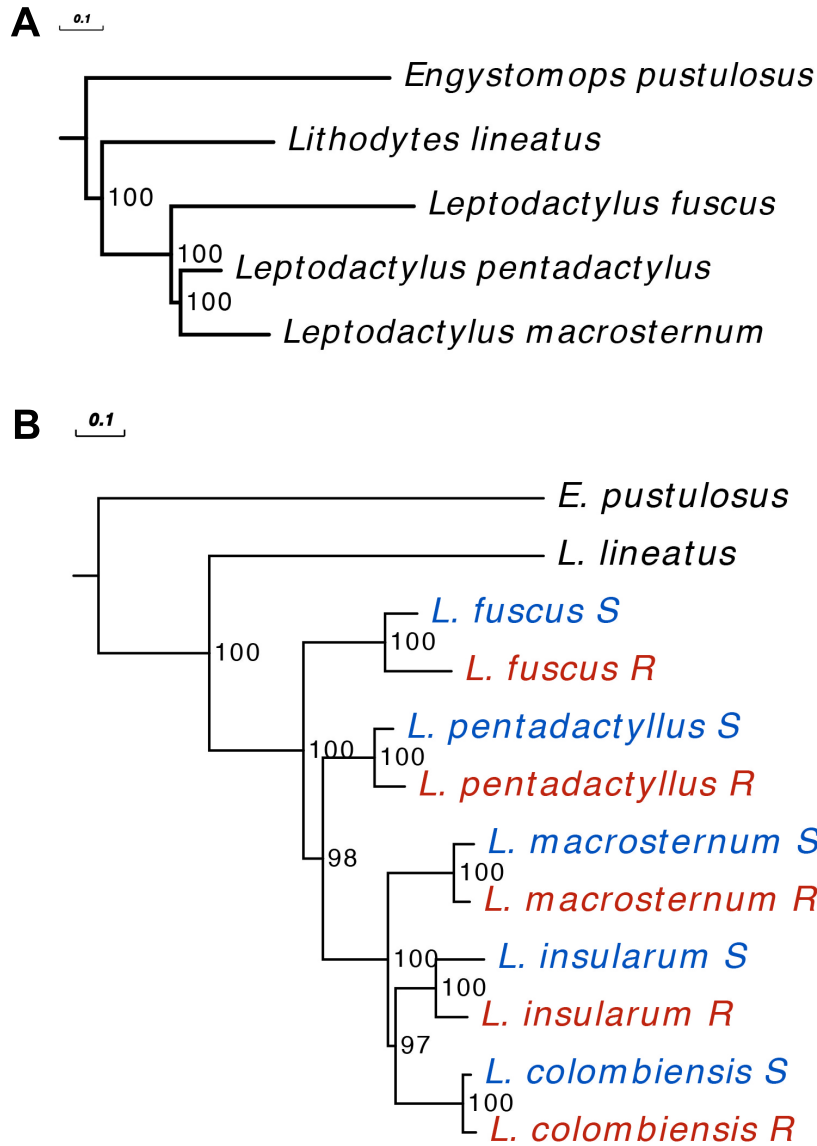 A
0.1
Engystomops pustulosus
Lithodytes lineatus
100
Leptodactylus fuscus
100
Leptodactylus pentadactylus
100
Leptodactylus macrosternum
B
0.1
E. pustulosus
L. lineatus
L. fuscus S
100
100
L. fuscus R
L. pentadactyllus S
100
100
L. pentadactyllus R
L. macrosternum S
98
100
L. macrosternum R
100
L. insularum S
100
L. insularum R
97
L. colombiensis S
100
L. colombiensis R